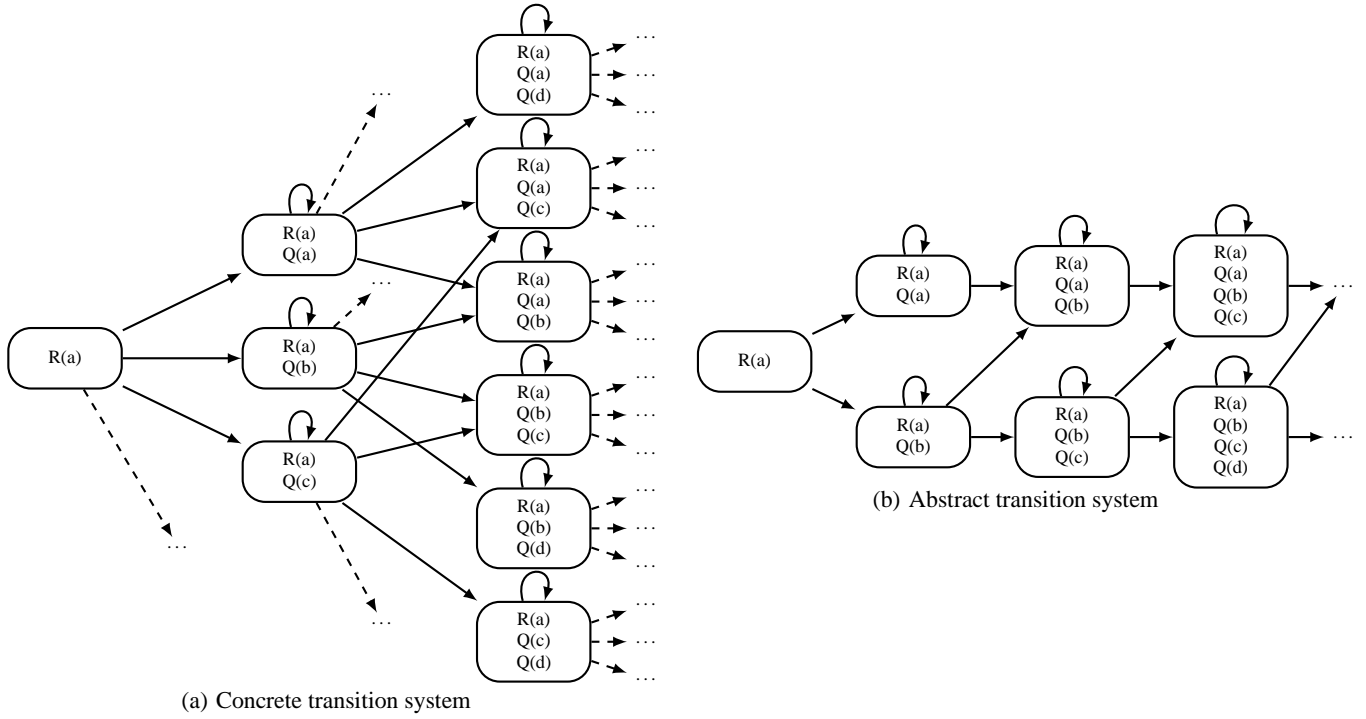 R(a)
R(a)
Q(a)
R(a)
Q(b)
R(a)
Q(c)
...
...
...
...
R(a)
Q(a)
Q(d)
...
...
...
R(a)
Q(a)
Q(c)
...
...
...
R(a)
Q(a)
Q(b)
...
...
...
R(a)
Q(b)
Q(c)
...
...
...
R(a)
Q(b)
Q(d)
...
...
...
R(a)
Q(c)
Q(d)
...
...
...
(a) Concrete transition system
R(a)
R(a)
Q(a)
R(a)
Q(b)
R(a)
Q(a)
Q(b)
R(a)
Q(b)
Q(c)
R(a)
Q(a)
Q(b)
Q(c)
R(a)
Q(b)
Q(c)
Q(d)
...
...
(b) Abstract transition system